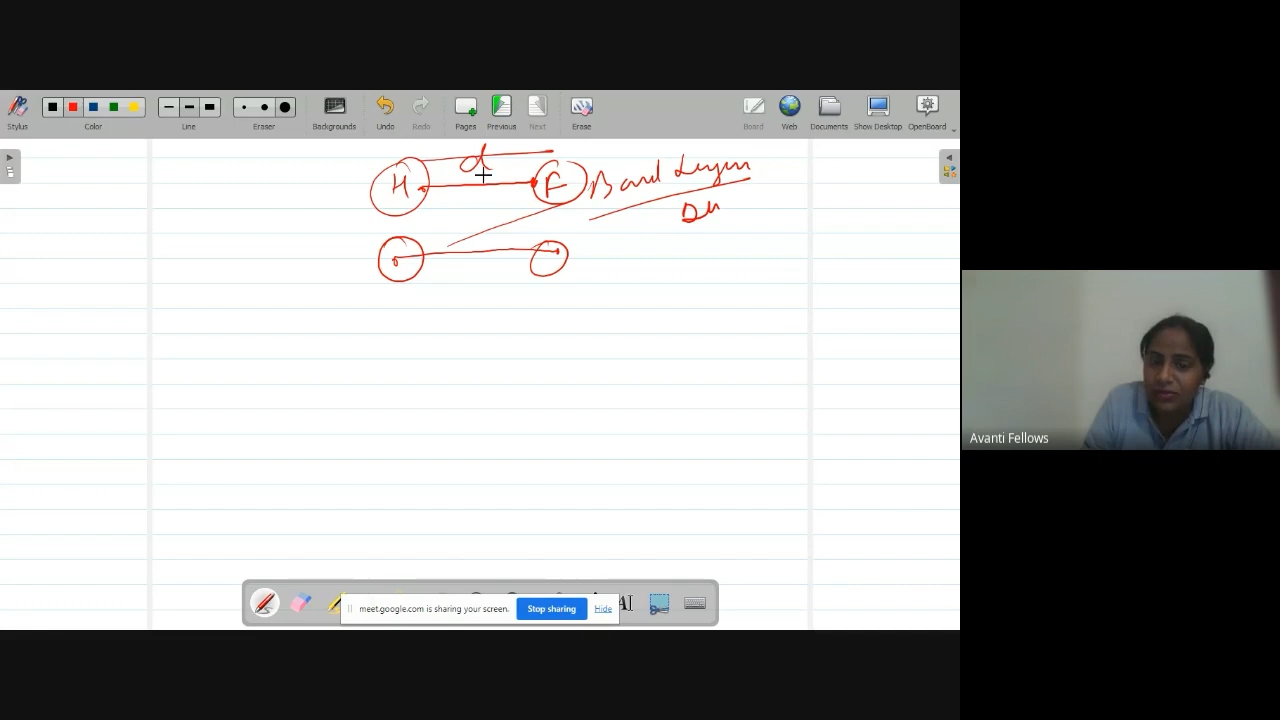 Stylus
Color
Line
Eraser
Backgrounds
Undo
Redo
Pages
Previous
Next
Erase
Board
Web
Documents
Show Desktop
OpenBoard
d
H
F
Bond
Avanti Fellows
meet.google.com is sharing your screen.
Stop sharing
Hide
AI